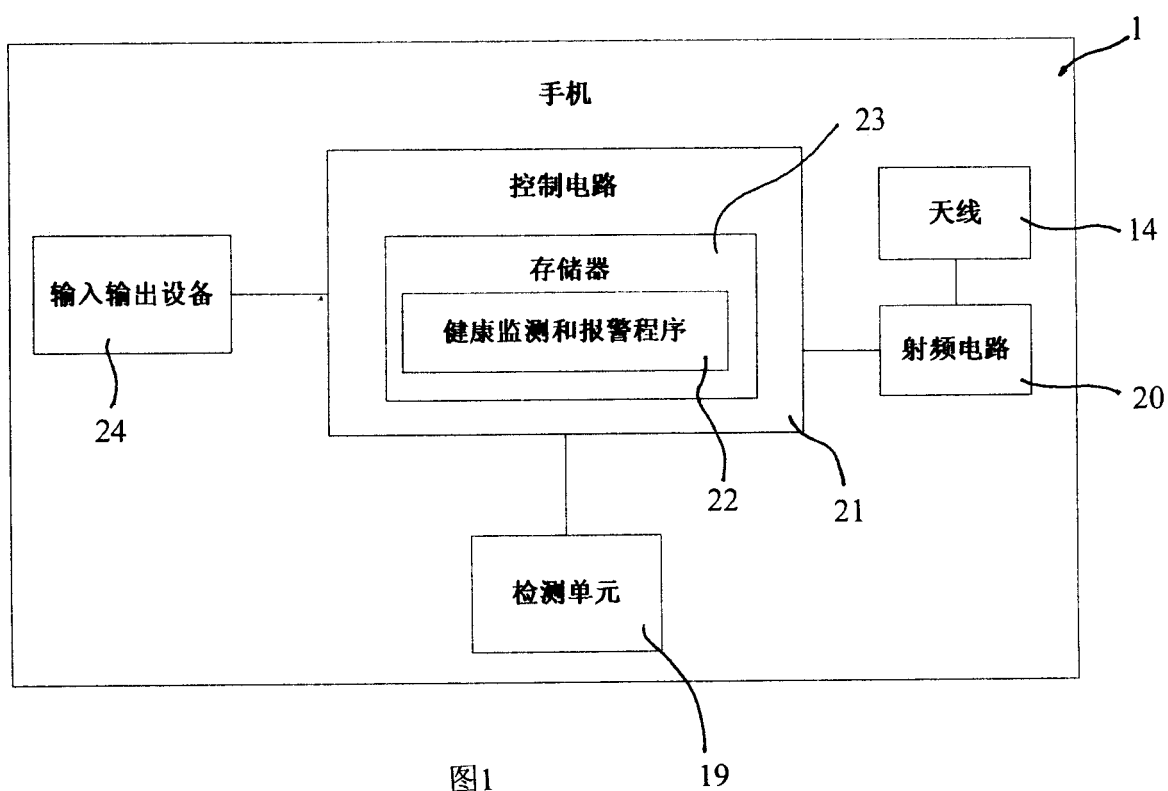 1
手机
23
控制电路
天线
14
存储器
输入输出设备
健康监测和报警程序
射频电路
20
24
22
21
检测单元
19
图1